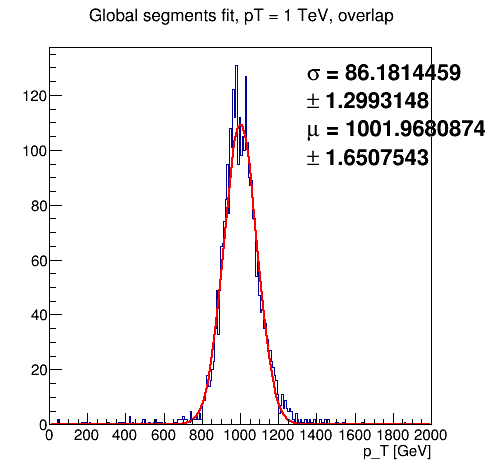 Global segments fit, pT = 1 TeV, overlap
σ = 86.1814459
± 1.2993148
μ = 1001.9680874
± 1.6507543
120
100
80
60
40
20
0
0 200 400 600 800 1000 1200 1400 1600 1800 2000
p_T [GeV]